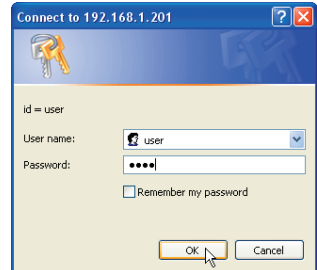 Connect to 192.168.1.201
id = user
User name:
user
Password:
••••
Remember my password
OK
Cancel